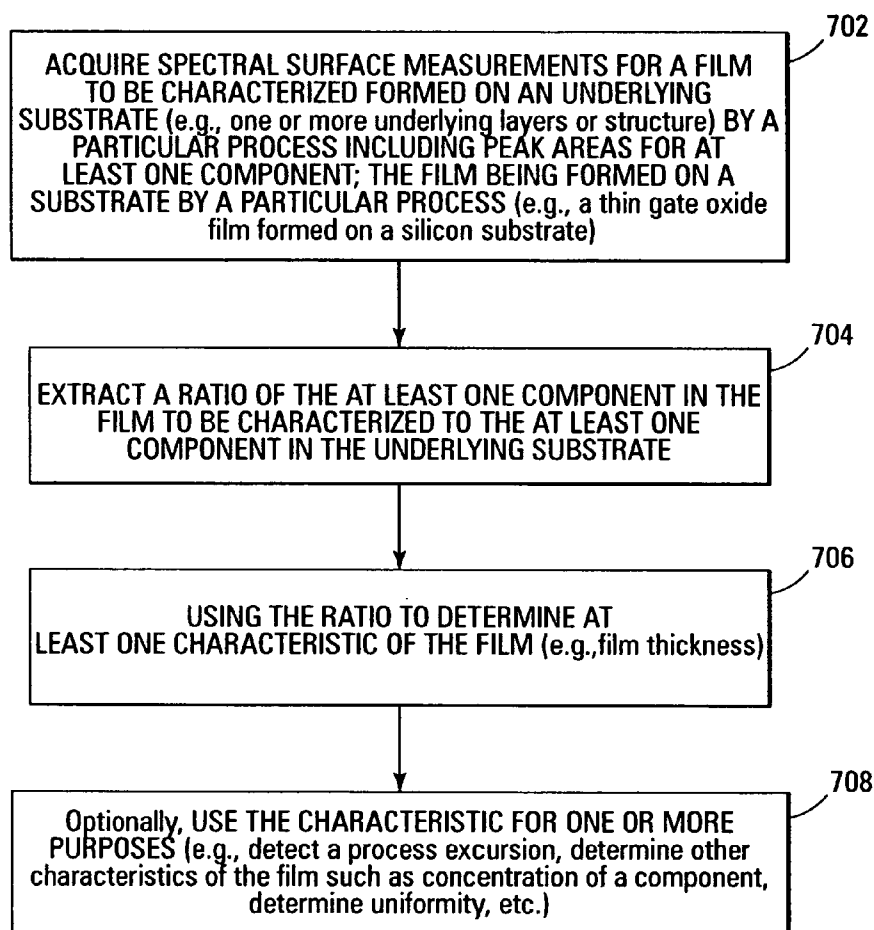 702
ACQUIRE SPECTRAL SURFACE MEASUREMENTS FOR A FILM
TO BE CHARACTERIZED FORMED ON AN UNDERLYING
SUBSTRATE (e.g., one or more underlying layers or structure) BY A
PARTICULAR PROCESS INCLUDING PEAK AREAS FOR AT
LEAST ONE COMPONENT; THE FILM BEING FORMED ON A
SUBSTRATE BY A PARTICULAR PROCESS (e.g., a thin gate oxide
film formed on a silicon substrate)
704
EXTRACT A RATIO OF THE AT LEAST ONE COMPONENT IN THE
FILM TO BE CHARACTERIZED TO THE AT LEAST ONE
COMPONENT IN THE UNDERLYING SUBSTRATE
706
USING THE RATIO TO DETERMINE AT
LEAST ONE CHARACTERISTIC OF THE FILM (e.g.,film thickness)
708
Optionally, USE THE CHARACTERISTIC FOR ONE OR MORE
PURPOSES (e.g., detect a process excursion, determine other
characteristics of the film such as concentration of a component,
determine uniformity, etc.)